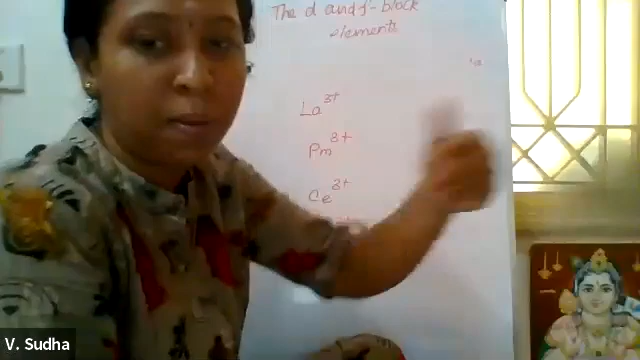 The d and f-block
elements
La³⁺
Pm³⁺
Ce³⁺
V. Sudha